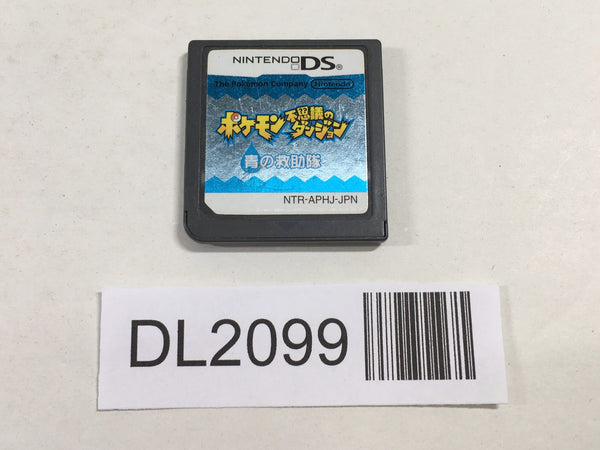 NINTENDO DS®
The Pokémon Company Nintendo
ポケモン不思議のダンジョン
青の救助隊
NTR-APHJ-JPN
DL2099